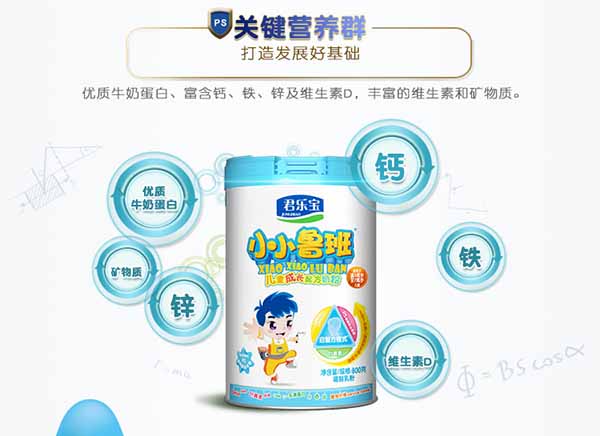 PS
关键营养群
打造发展好基础
优质牛奶蛋白、富含钙、铁、锌及维生素D，丰富的维生素和矿物质。
优质
牛奶蛋白
矿物质
锌
钙
铁
维生素D
君乐宝
JUNLEBAO
小小鲁班
XIAO XIAO LU BAN
儿童成长配方奶粉
净含量/规格:800克
调制乳粉
Φ=BScosα